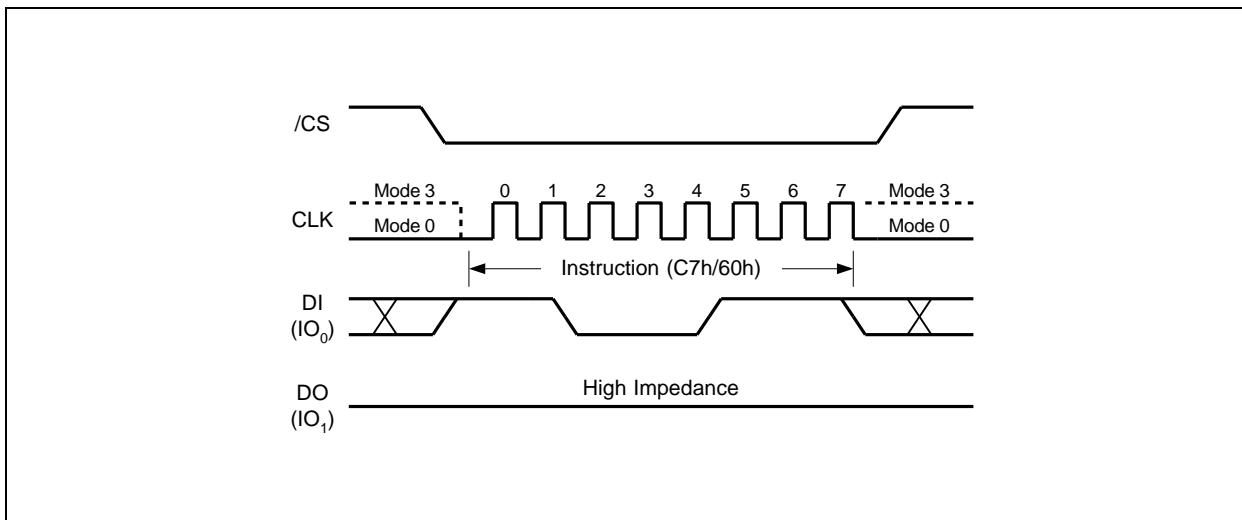 /CS
Mode 3 0 1 2 3 4 5 6 7 Mode 3
CLK
Mode 0 Mode 0
Instruction (C7h/60h)
DI
(IO0)
High Impedance
DO
(IO1)